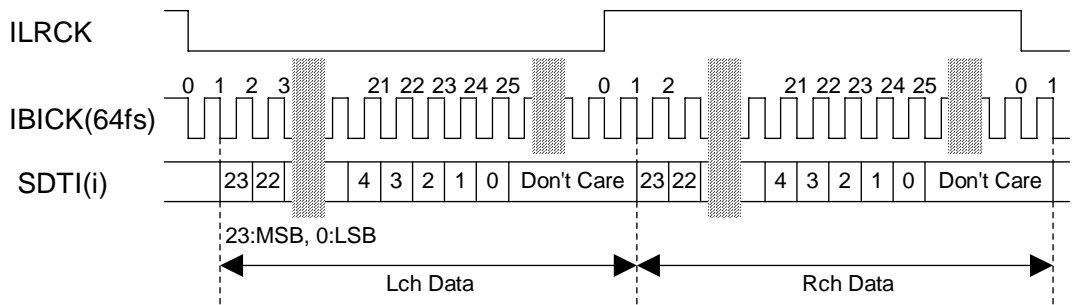 ILRCK
0 1 2 3 21 22 23 24 25 0 1 2 21 22 23 24 25 0 1
IBICK(64fs)
SDTI(i) 23 22 4 3 2 1 0 Don't Care 23 22 4 3 2 1 0 Don't Care
23:MSB, 0:LSB
Lch Data Rch Data